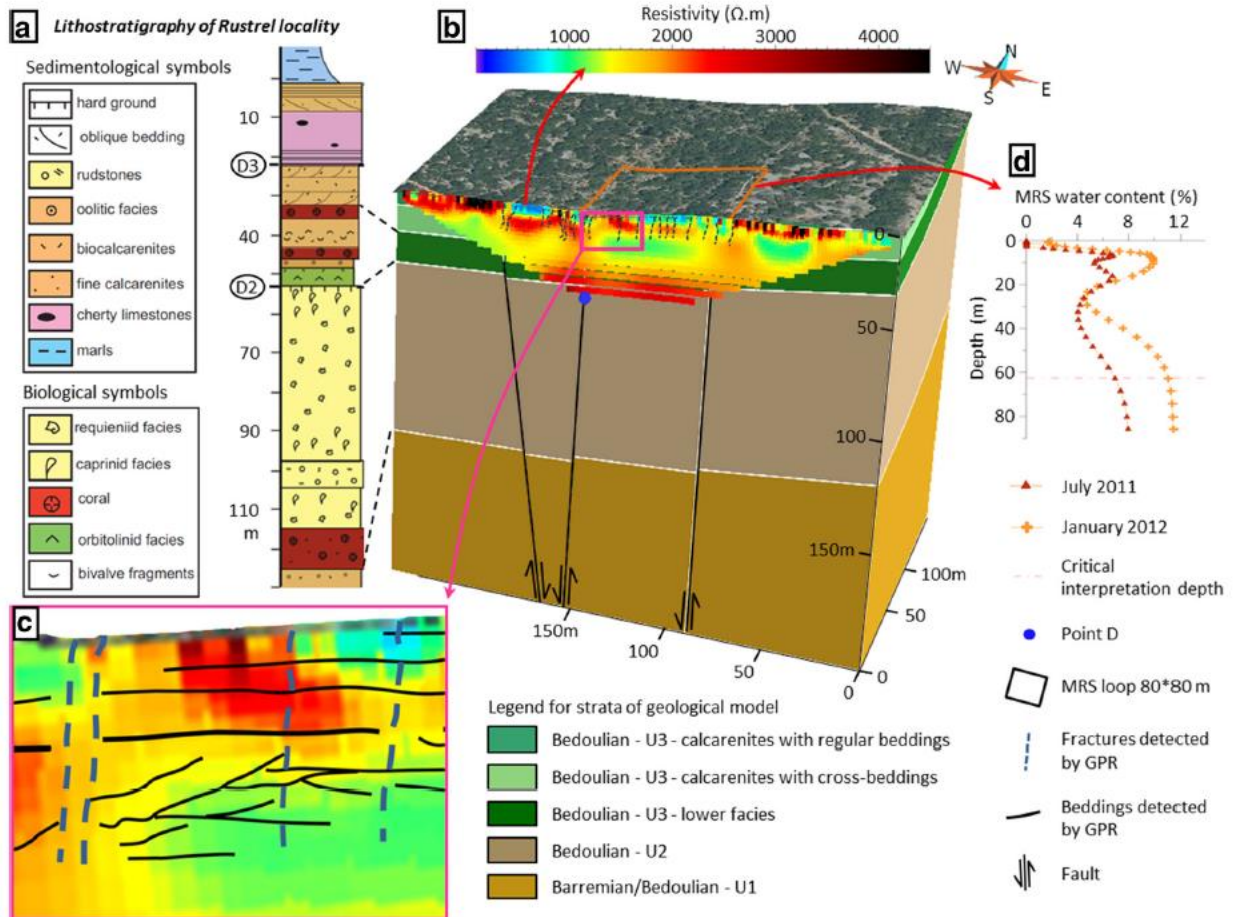 a
Lithostratigraphy of Rustrel locality
Sedimentological symbols
hard ground
oblique bedding
rudstones
oolitic facies
biocalcarenites
fine calcarenites
cherty limestones
marls
Biological symbols
requieniid facies
caprinid facies
coral
orbitolinid facies
bivalve fragments
10
D3
40
D2
70
90
110
m
b
Resistivity (Ω.m)
1000
2000
3000
4000
N
W
E
S
0
50
100
150m
100m
50
0
150m
100
50
0
c
d
MRS water content (%)
0
4
8
12
Depth (m)
0
20
40
60
80
July 2011
January 2012
Critical
interpretation depth
Point D
MRS loop 80*80 m
Fractures detected
by GPR
Beddings detected
by GPR
Fault
Legend for strata of geological model
Bedoulian - U3 - calcarenites with regular beddings
Bedoulian - U3 - calcarenites with cross-beddings
Bedoulian - U3 - lower facies
Bedoulian - U2
Barremian/Bedoulian - U1